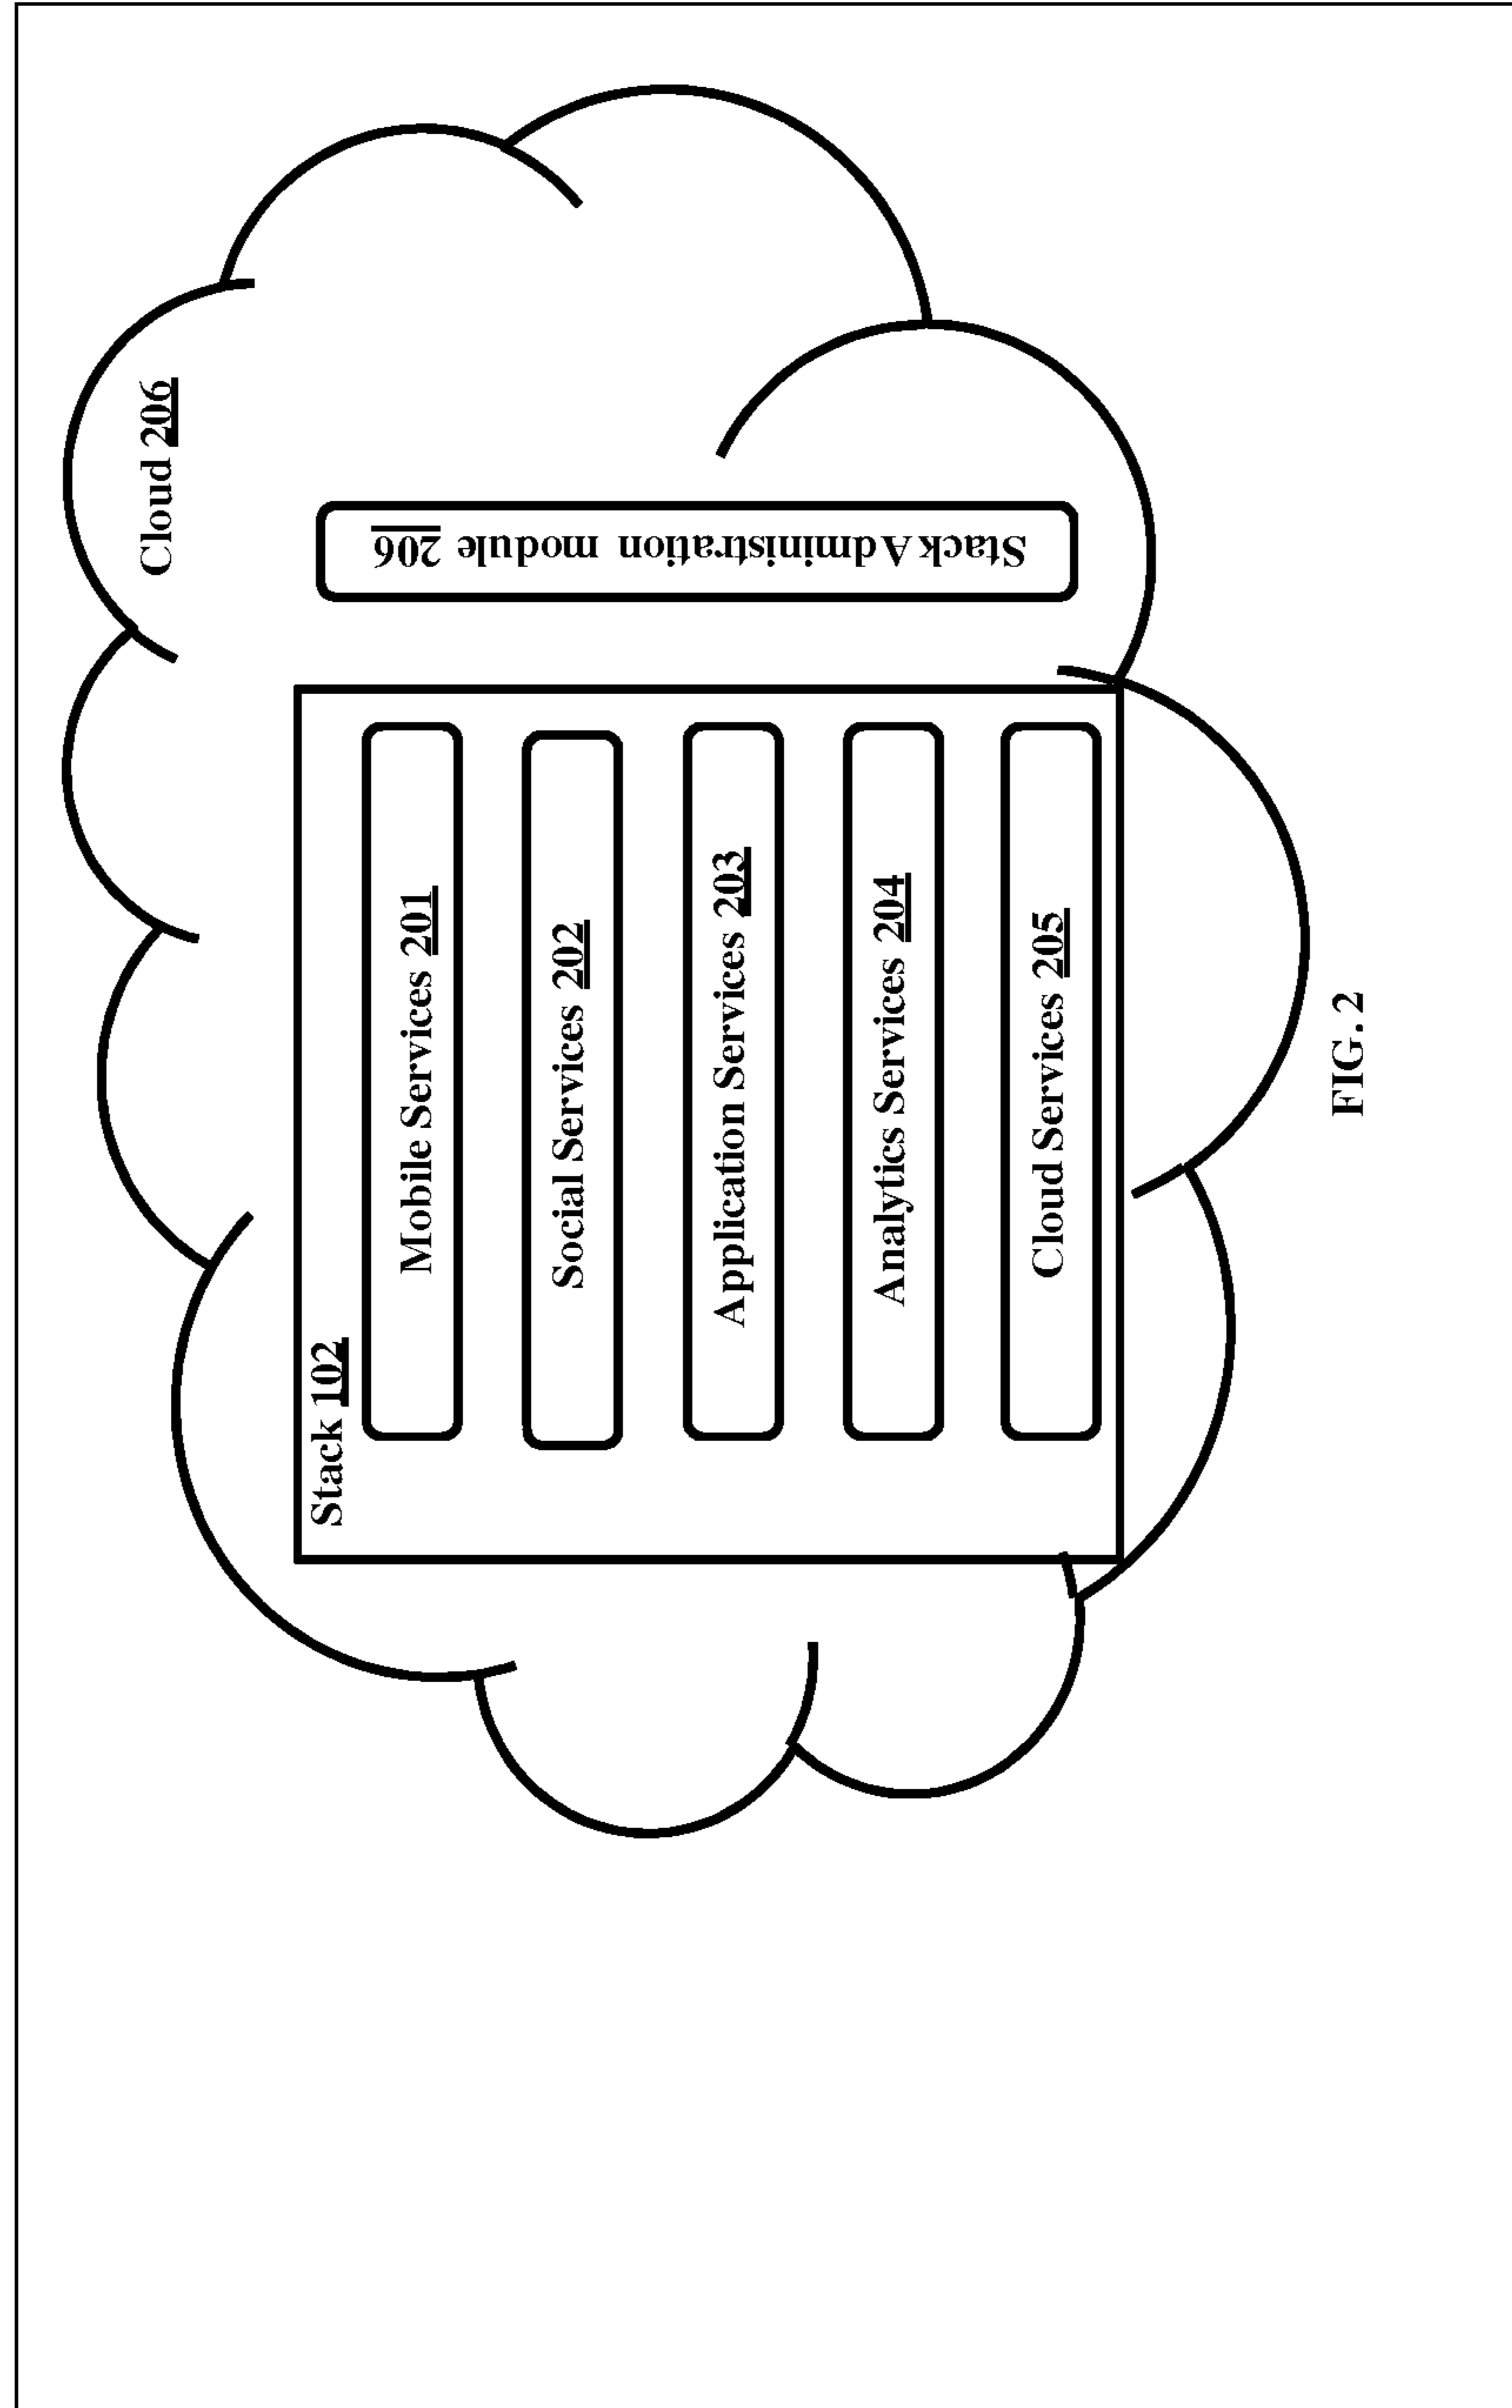 Cloud 206
Stack 102
Mobile Services 201
Social Services 202
Application Services 203
Analytics Services 204
Cloud Services 205
Stack Administration module 206
FIG. 2